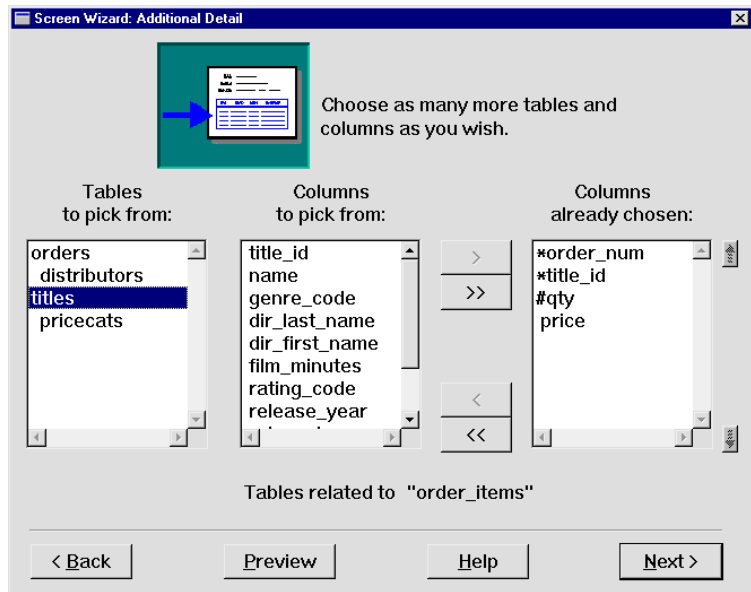 Screen Wizard: Additional Detail
Choose as many more tables and
columns as you wish.
Tables
to pick from:
orders
distributors
titles
pricecats
Columns
to pick from:
title_id
name
genre_code
dir_last_name
dir_first_name
film_minutes
rating_code
release_year
>
>>
<
<<
Columns
already chosen:
*order_num
*title_id
#qty
price
Tables related to "order_items"
< Back
Preview
Help
Next >